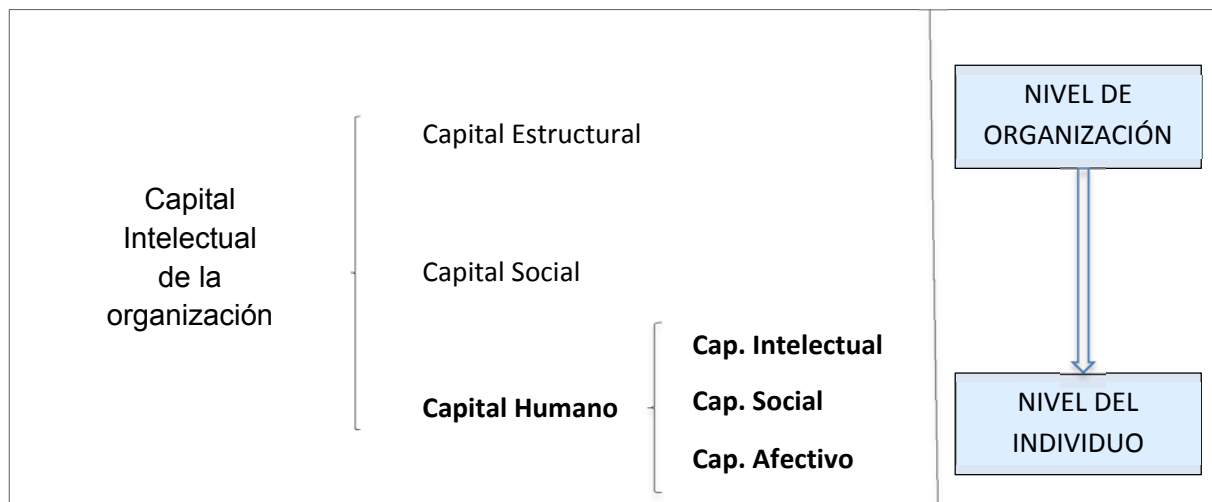 Capital
Intelectual
de la
organización
Capital Estructural
Capital Social
Capital Humano
Cap. Intelectual
Cap. Social
Cap. Afectivo
NIVEL DE
ORGANIZACIÓN
NIVEL DEL
INDIVIDUO